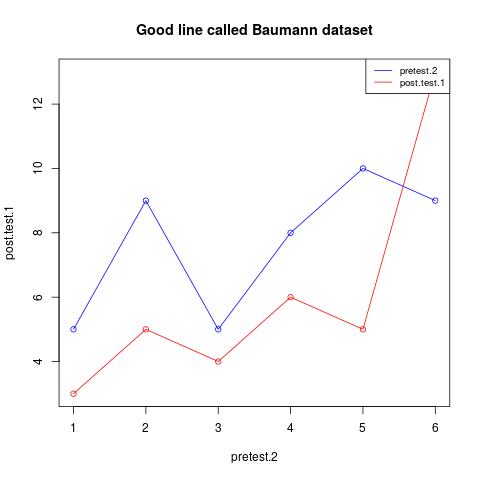 Good line called Baumann dataset
pretest.2
post.test.1
12
10
8
6
4
post.test.1
1 2 3 4 5 6
pretest.2